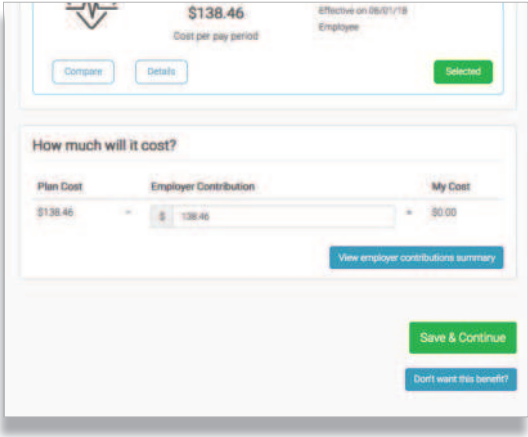 $138.46
Cost per pay period
Effective on 06/01/18
Employee
Compare
Details
Selected
How much will it cost?
Plan Cost Employer Contribution My Cost
$138.46 - $ 138.46 = $0.00
View employer contributions summary
Save & Continue
Don't want this benefit?